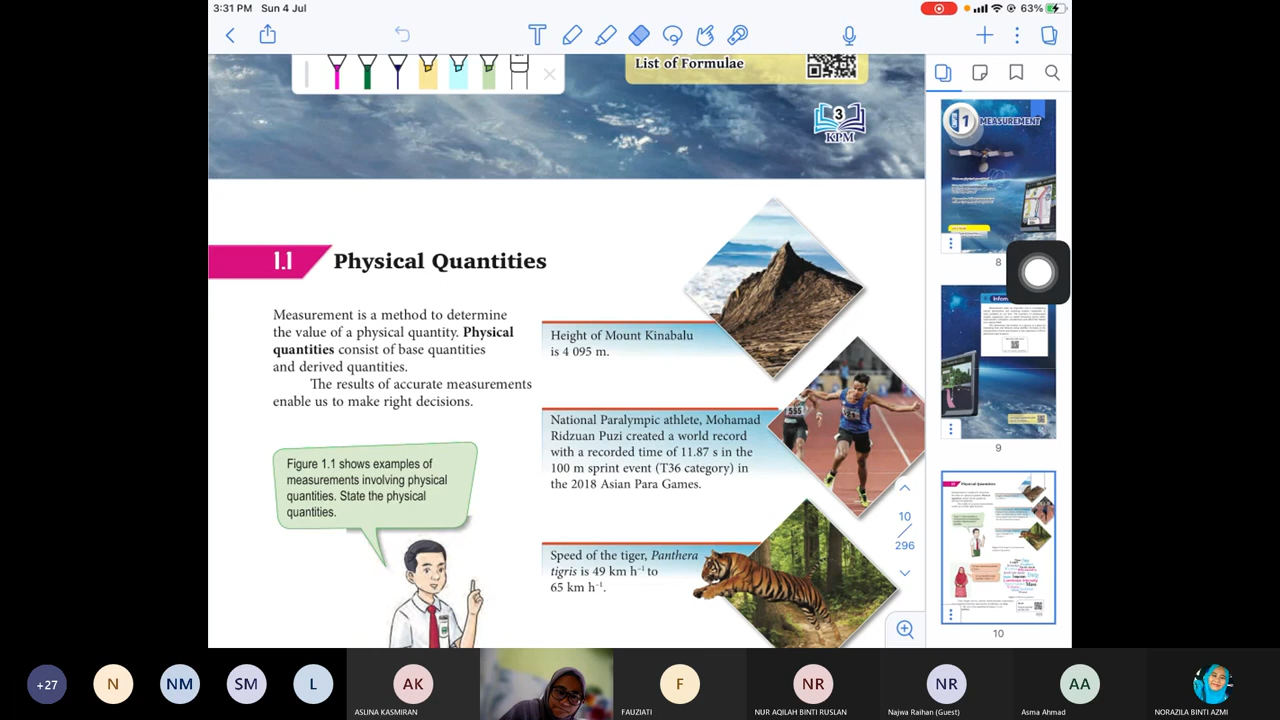 3:31 PM Sun 4 Jul
63%
List of Formulae
3
KPM
1.1 Physical Quantities
Measurement is a method to determine
the value of a physical quantity. Physical
quantities consist of base quantities
and derived quantities.
The results of accurate measurements
enable us to make right decisions.
Figure 1.1 shows examples of
measurements involving physical
quantities. State the physical
quantities.
Height of Mount Kinabalu
is 4 095 m.
National Paralympic athlete, Mohamad
Ridzuan Puzi created a world record
with a recorded time of 11.87 s in the
100 m sprint event (T36 category) in
the 2018 Asian Para Games.
Speed of the tiger, Panthera
tigris is 49 km h⁻¹ to
65 km h⁻¹.
555
10
296
1 MEASUREMENT
8
9
Physical Quantities
10
+27
N
NM
SM
L
AK
ASLINA KASMIRAN
F
FAUZIATI
NR
NUR AQILAH BINTI RUSLAN
NR
Najwa Raihan (Guest)
AA
Asma Ahmad
NORAZILA BINTI AZMI